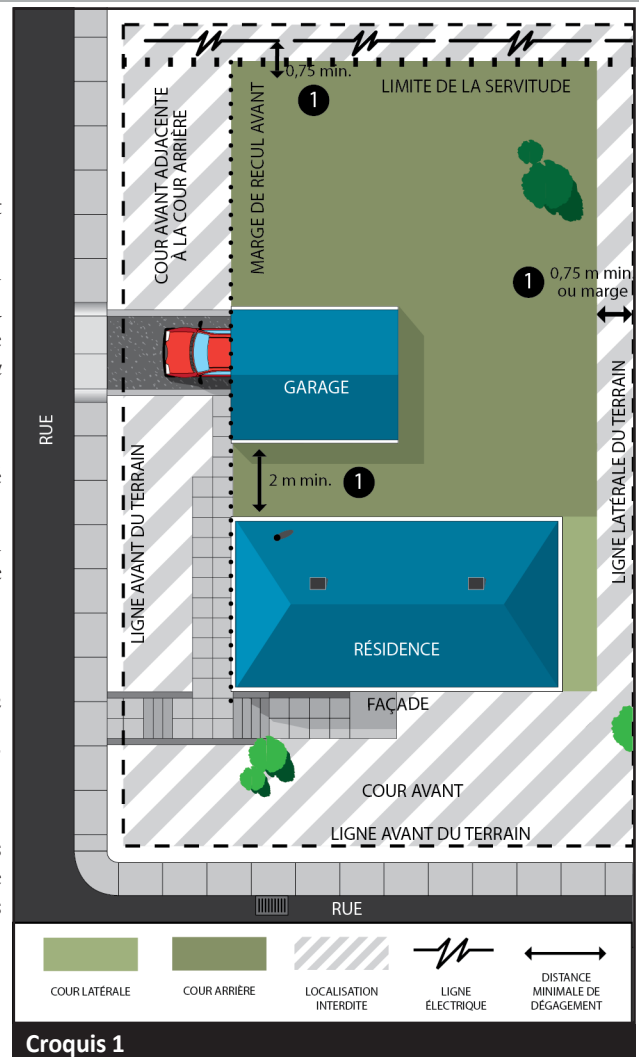 0,75 min.
1
LIMITE DE LA SERVITUDE
COUR AVANT ADJACENTE
À LA COUR ARRIÈRE
MARGE DE RECUL AVANT
1
0,75 m min
ou marge
GARAGE
RUE
2 m min.
1
LIGNE AVANT DU TERRAIN
LIGNE LATÉRALE DU TERRAIN
RÉSIDENCE
FAÇADE
COUR AVANT
LIGNE AVANT DU TERRAIN
RUE
COUR LATÉRALE
COUR ARRIÈRE
LOCALISATION
INTERDITE
LIGNE
ÉLECTRIQUE
DISTANCE
MINIMALE DE
DÉGAGEMENT
Croquis 1